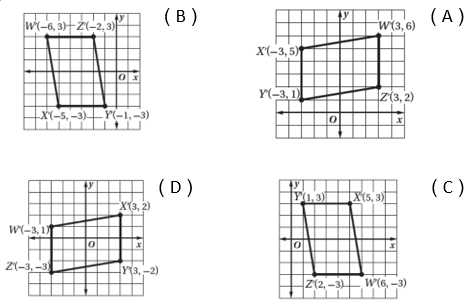 ( B )
W'(−6, 3) Z'(−2, 3) y
O x
X'(−5, −3) Y'(−1, −3)
( A )
y W'(3, 6)
X'(−3, 5)
Y'(−3, 1)
Z'(3, 2)
O x
( D )
y X'(3, 2)
W'(−3, 1)
O x
Z'(−3, −3) Y'(3, −2)
( C )
y
Y'(1, 3) X'(5, 3)
O x
Z'(2, −3) W'(6, −3)